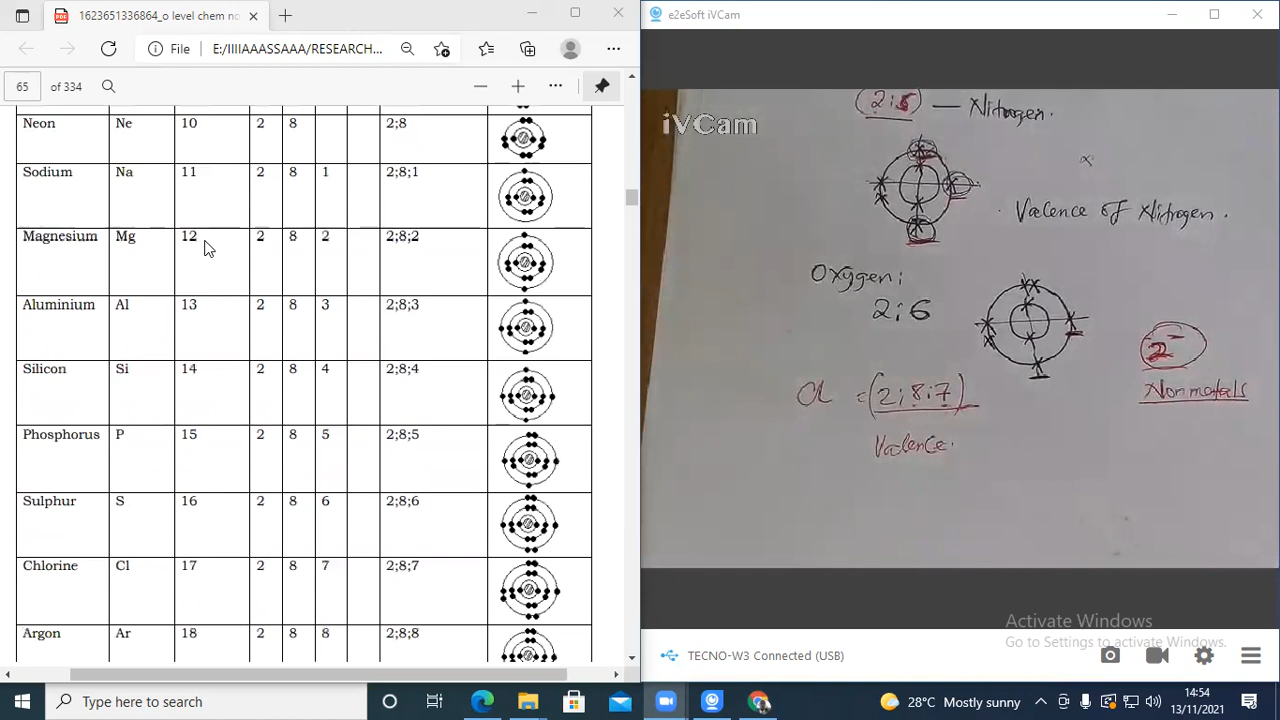 1623651336864_o level chem no
e2eSoft iVCam
File
E:/IIIIAAASSAAA/RESEARCH...
65 of 334
Neon Ne 10 2 8 2;8
Sodium Na 11 2 8 1 2;8;1
Magnesium Mg 12 2 8 2 2;8;2
Aluminium Al 13 2 8 3 2;8;3
Silicon Si 14 2 8 4 2;8;4
Phosphorus P 15 2 8 5 2;8;5
Sulphur S 16 2 8 6 2;8;6
Chlorine Cl 17 2 8 7 2;8;7
Argon Ar 18 2 8 8 2;8;8
iVCam
2;5 — Nitrogen.
Valence of Nitrogen.
Oxygen;
2;6
2-
Nonmetals
Cl = (2;8;7)
Valence.
Activate Windows
Go to Settings to activate Windows.
TECNO-W3 Connected (USB)
Type here to search
28°C Mostly sunny
14:54
13/11/2021